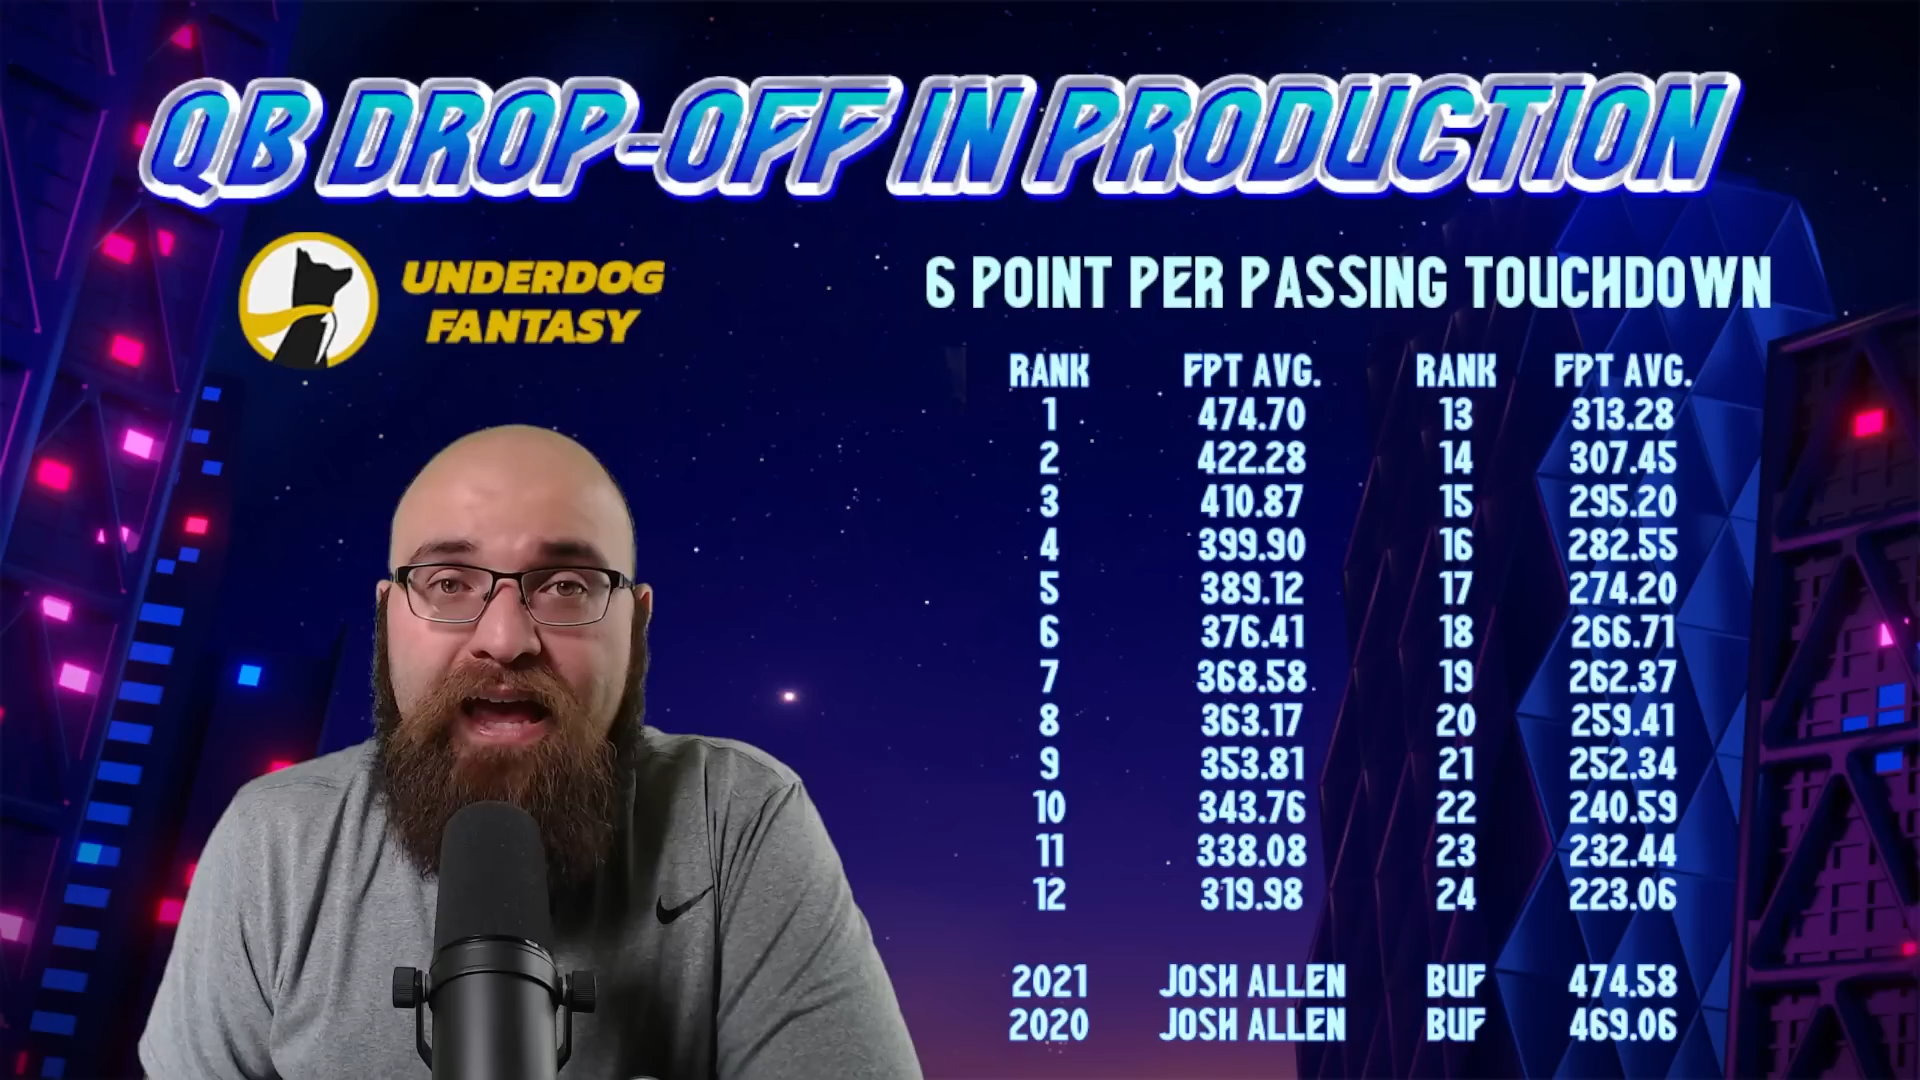 QB DROP-OFF IN PRODUCTION
UNDERDOG
FANTASY
6 POINT PER PASSING TOUCHDOWN
RANK FPT AVG. RANK FPT AVG.
1 474.70 13 313.28
2 422.28 14 307.45
3 410.87 15 295.20
4 399.90 16 282.55
5 389.12 17 274.20
6 376.41 18 266.71
7 368.58 19 262.37
8 363.17 20 259.41
9 353.81 21 252.34
10 343.76 22 240.59
11 338.08 23 232.44
12 319.98 24 223.06
2021 JOSH ALLEN BUF 474.58
2020 JOSH ALLEN BUF 469.06